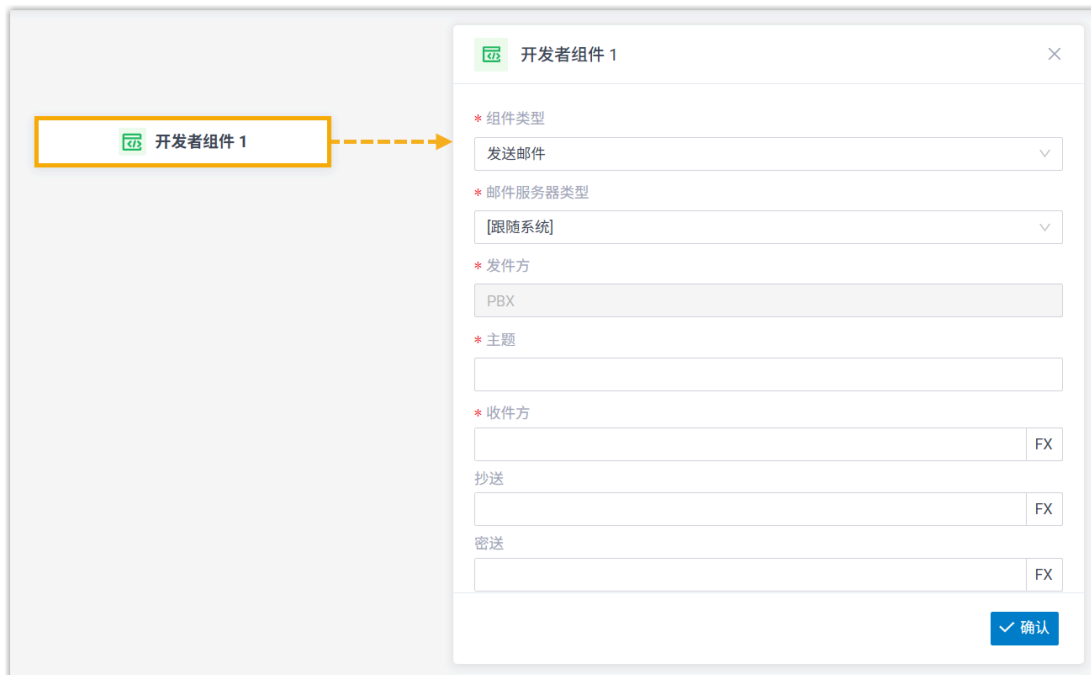 开发者组件 1
开发者组件 1
* 组件类型
发送邮件
* 邮件服务器类型
[跟随系统]
* 发件方
PBX
* 主题
* 收件方
FX
抄送
FX
密送
FX
确认